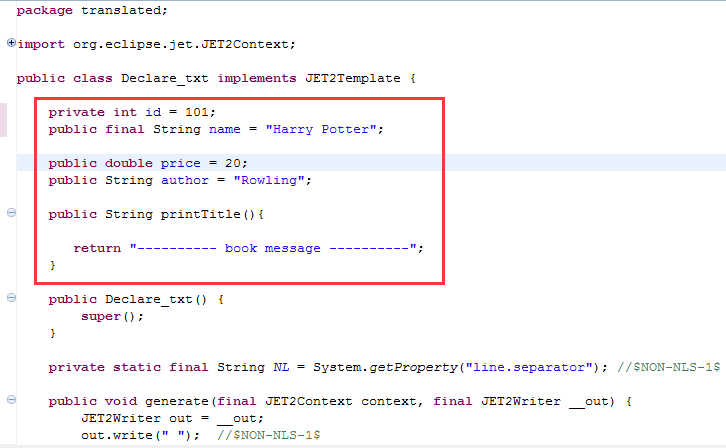 package translated;
import org.eclipse.jet.JET2Context;
public class Declare_txt implements JET2Template {
private int id = 101;
public final String name = "Harry Potter";
public double price = 20;
public String author = "Rowling";
public String printTitle(){
return "---------- book message ----------";
}
public Declare_txt() {
super();
}
private static final String NL = System.getProperty("line.separator"); //$NON-NLS-1$
public void generate(final JET2Context context, final JET2Writer __out) {
JET2Writer out = __out;
out.write(" ");  //$NON-NLS-1$